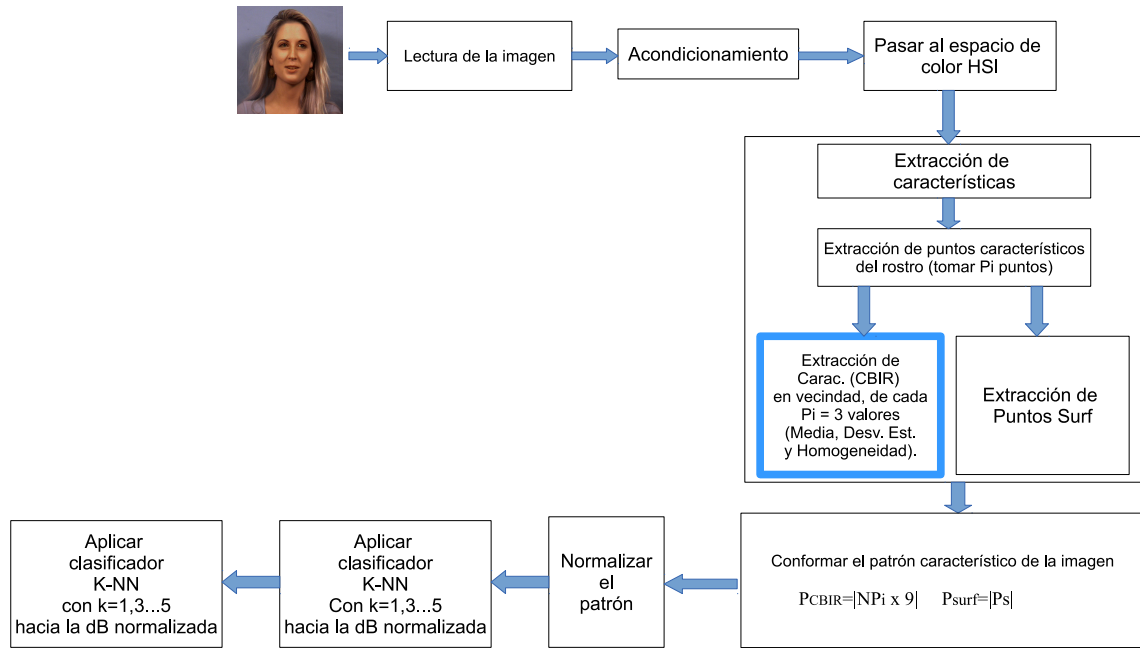 Lectura de la imagen
Acondicionamiento
Pasar al espacio de
color HSI
Extracción de
características
Extracción de puntos característicos
del rostro (tomar Pi puntos)
Extracción de
Carac. (CBIR)
en vecindad, de cada
Pi = 3 valores
(Media, Desv. Est.
y Homogeneidad).
Extracción de
Puntos Surf
Conformar el patrón característico de la imagen
PCBIR=|NPi x 9| Psurf=|Ps|
Normalizar
el
patrón
Aplicar
clasificador
K-NN
Con k=1,3...5
hacia la dB normalizada
Aplicar
clasificador
K-NN
con k=1,3...5
hacia la dB normalizada